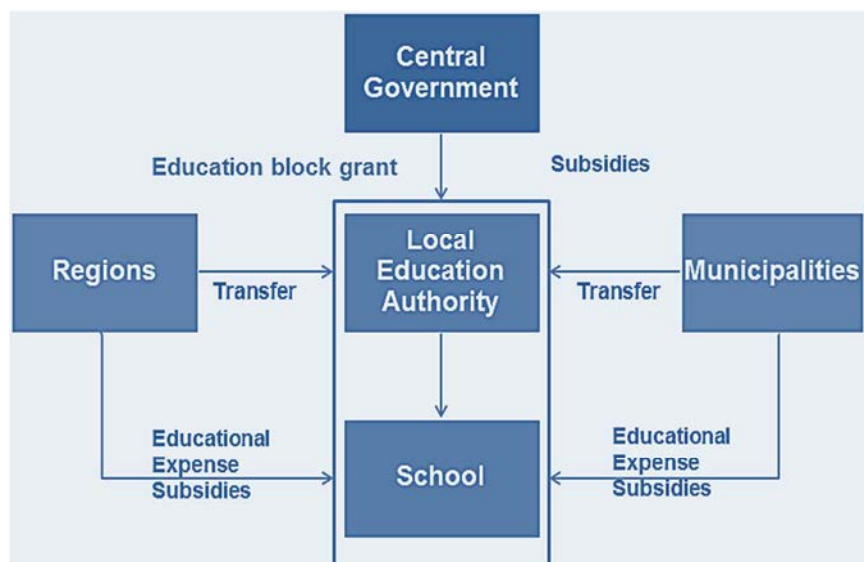 Central
Government
Education block grant
Subsidies
Regions
Transfer
Local
Education
Authority
Transfer
Municipalities
Educational
Expense
Subsidies
School
Educational
Expense
Subsidies